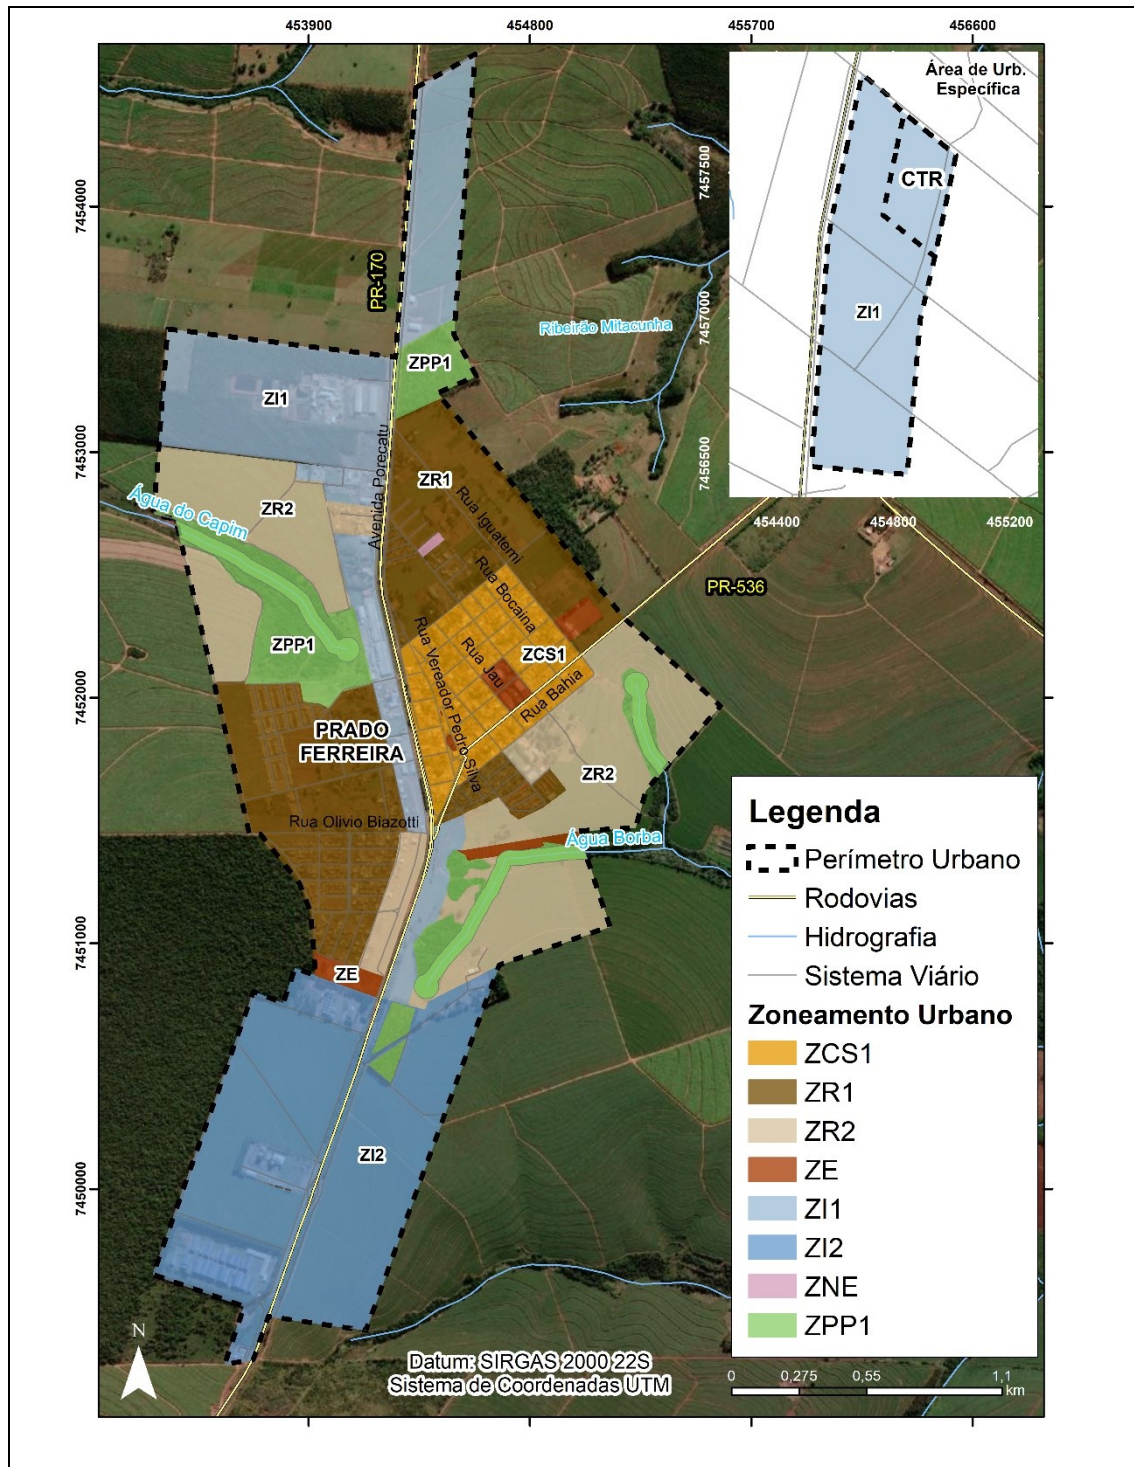 453900
454800
455700
456600
7454000
7453000
7452000
7451000
7450000
Área de Urb.
Específica
CTR
ZI1
7457500
7457000
7456500
454400
454800
455200
PR-170
Ribeirão Mitacunha
ZPP1
ZI1
Avenida Porecatu
ZR1
Rua Iguatemi
ZR2
Água do Capim
Rua Bocaina
PR-536
ZPP1
Rua Vereador Pedro Silva
Rua Jau
ZCS1
Rua Bahia
PRADO
FERREIRA
ZR2
Rua Olivio Biazotti
Água Borba
ZE
ZI2
Legenda
Perímetro Urbano
Rodovias
Hidrografia
Sistema Viário
Zoneamento Urbano
ZCS1
ZR1
ZR2
ZE
ZI1
ZI2
ZNE
ZPP1
N
Datum: SIRGAS 2000 22S
Sistema de Coordenadas UTM
0 0,275 0,55 1,1
km